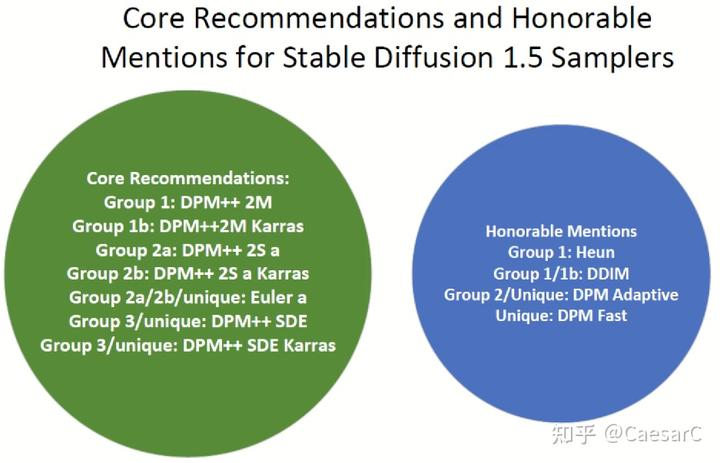 Core Recommendations and Honorable
Mentions for Stable Diffusion 1.5 Samplers
Core Recommendations:
Group 1: DPM++ 2M
Group 1b: DPM++2M Karras
Group 2a: DPM++ 2S a
Group 2b: DPM++ 2S a Karras
Group 2a/2b/unique: Euler a
Group 3/unique: DPM++ SDE
Group 3/unique: DPM++ SDE Karras
Honorable Mentions
Group 1: Heun
Group 1/1b: DDIM
Group 2/Unique: DPM Adaptive
Unique: DPM Fast
知乎 @CaesarC